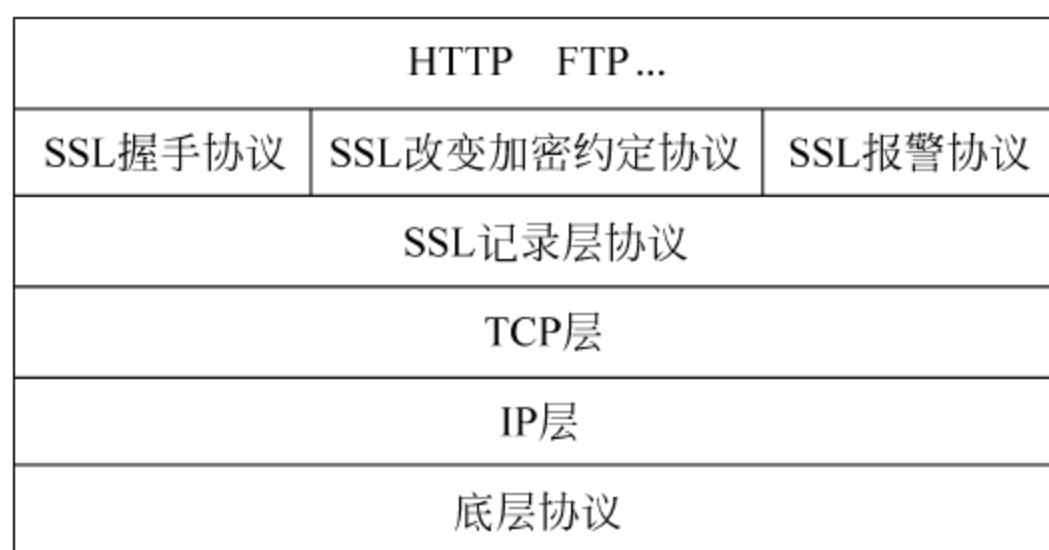 HTTP FTP...
SSL握手协议 SSL改变加密约定协议 SSL报警协议
SSL记录层协议
TCP层
IP层
底层协议